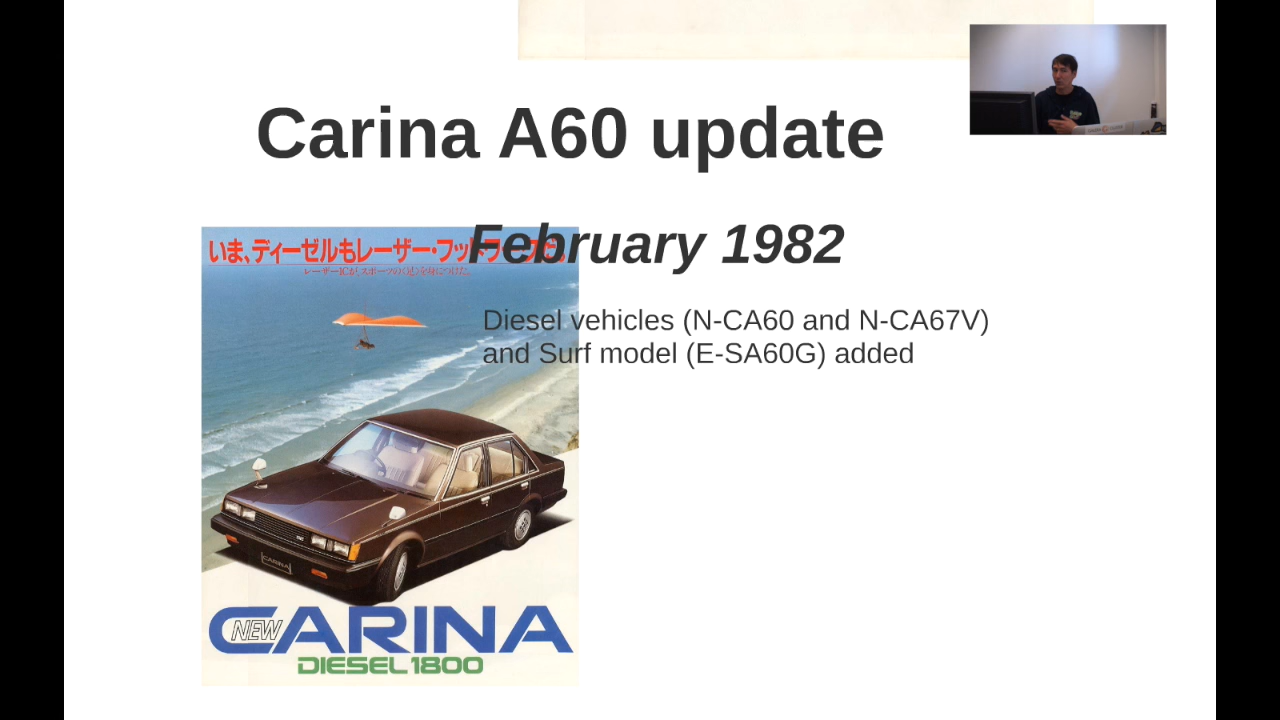 Carina A60 update
February 1982
いま、ディーゼルもレーザー・フッ
Diesel vehicles (N-CA60 and N-CA67V)
and Surf model (E-SA60G) added
CARINA
NEW CARINA
DIESEL 1800